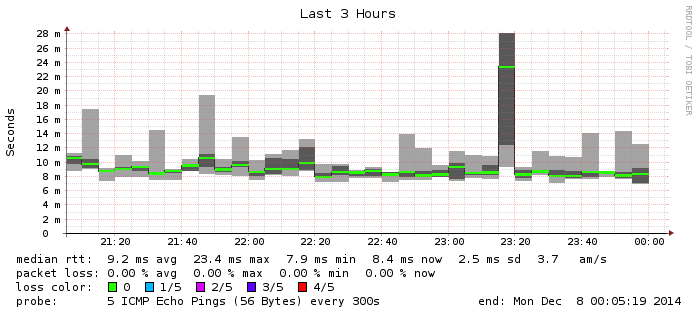 Last 3 Hours
RRDTOOL / TOBI OETIKER
Seconds
28 m
26 m
24 m
22 m
20 m
18 m
16 m
14 m
12 m
10 m
8 m
6 m
4 m
2 m
0
21:20 21:40 22:00 22:20 22:40 23:00 23:20 23:40 00:00
median rtt: 9.2 ms avg 23.4 ms max 7.9 ms min 8.4 ms now 2.5 ms sd 3.7 am/s
packet loss: 0.00 % avg 0.00 % max 0.00 % min 0.00 % now
loss color: 0 1/5 2/5 3/5 4/5
probe: 5 ICMP Echo Pings (56 Bytes) every 300s end: Mon Dec 8 00:05:19 2014